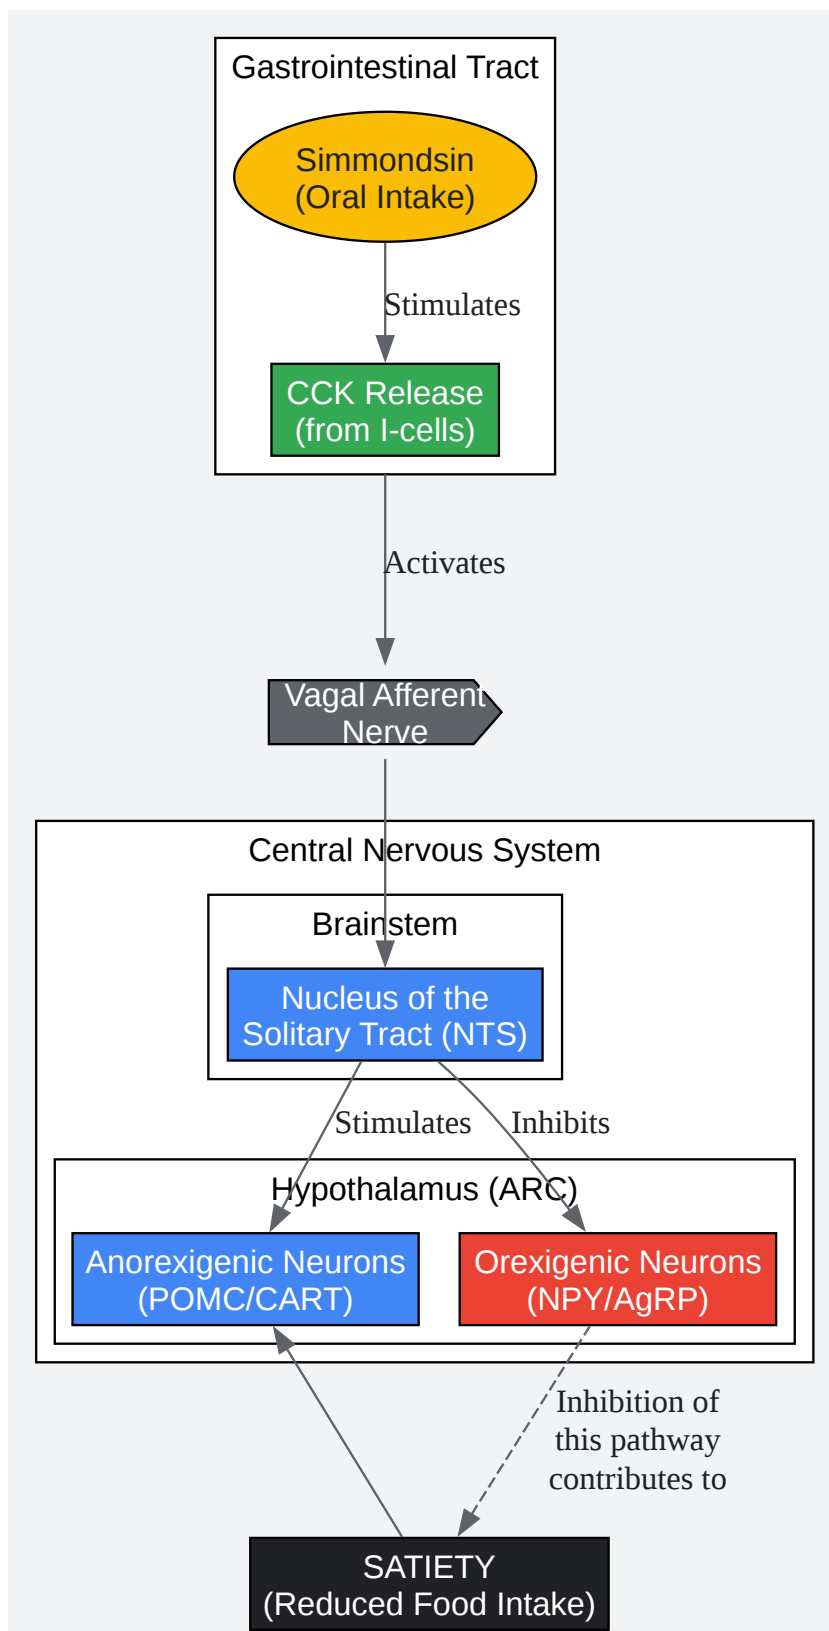 Gastrointestinal Tract
Simmondsin
(Oral Intake)
Stimulates
CCK Release
(from I-cells)
Activates
Vagal Afferent
Nerve
Central Nervous System
Brainstem
Nucleus of the
Solitary Tract (NTS)
Stimulates
Inhibits
Hypothalamus (ARC)
Anorexigenic Neurons
(POMC/CART)
Orexigenic Neurons
(NPY/AgRP)
Inhibition of
this pathway
contributes to
SATIETY
(Reduced Food Intake)